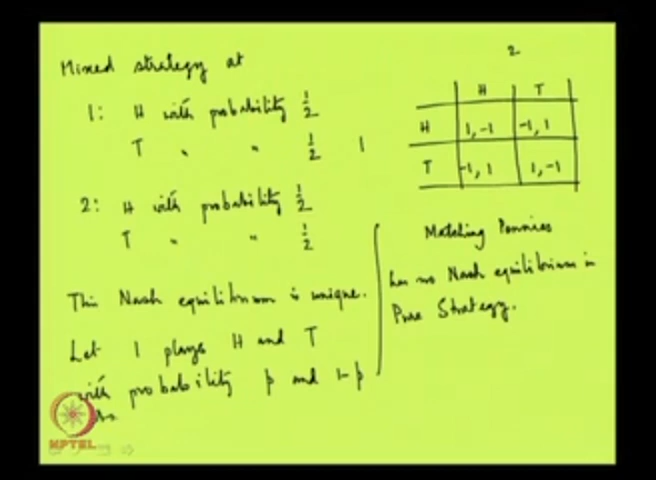 Mixed strategy at
1: H with probability 1/2
T " " 1/2
2: H with probability 1/2
T " " 1/2
This Nash equilibrium is unique.
Let 1 plays H and T
with probability p and 1-p
2
H T
1
H 1, -1 -1, 1
T -1, 1 1, -1
Matching Pennies
has no Nash equilibrium in
Pure Strategy.
NPTEL